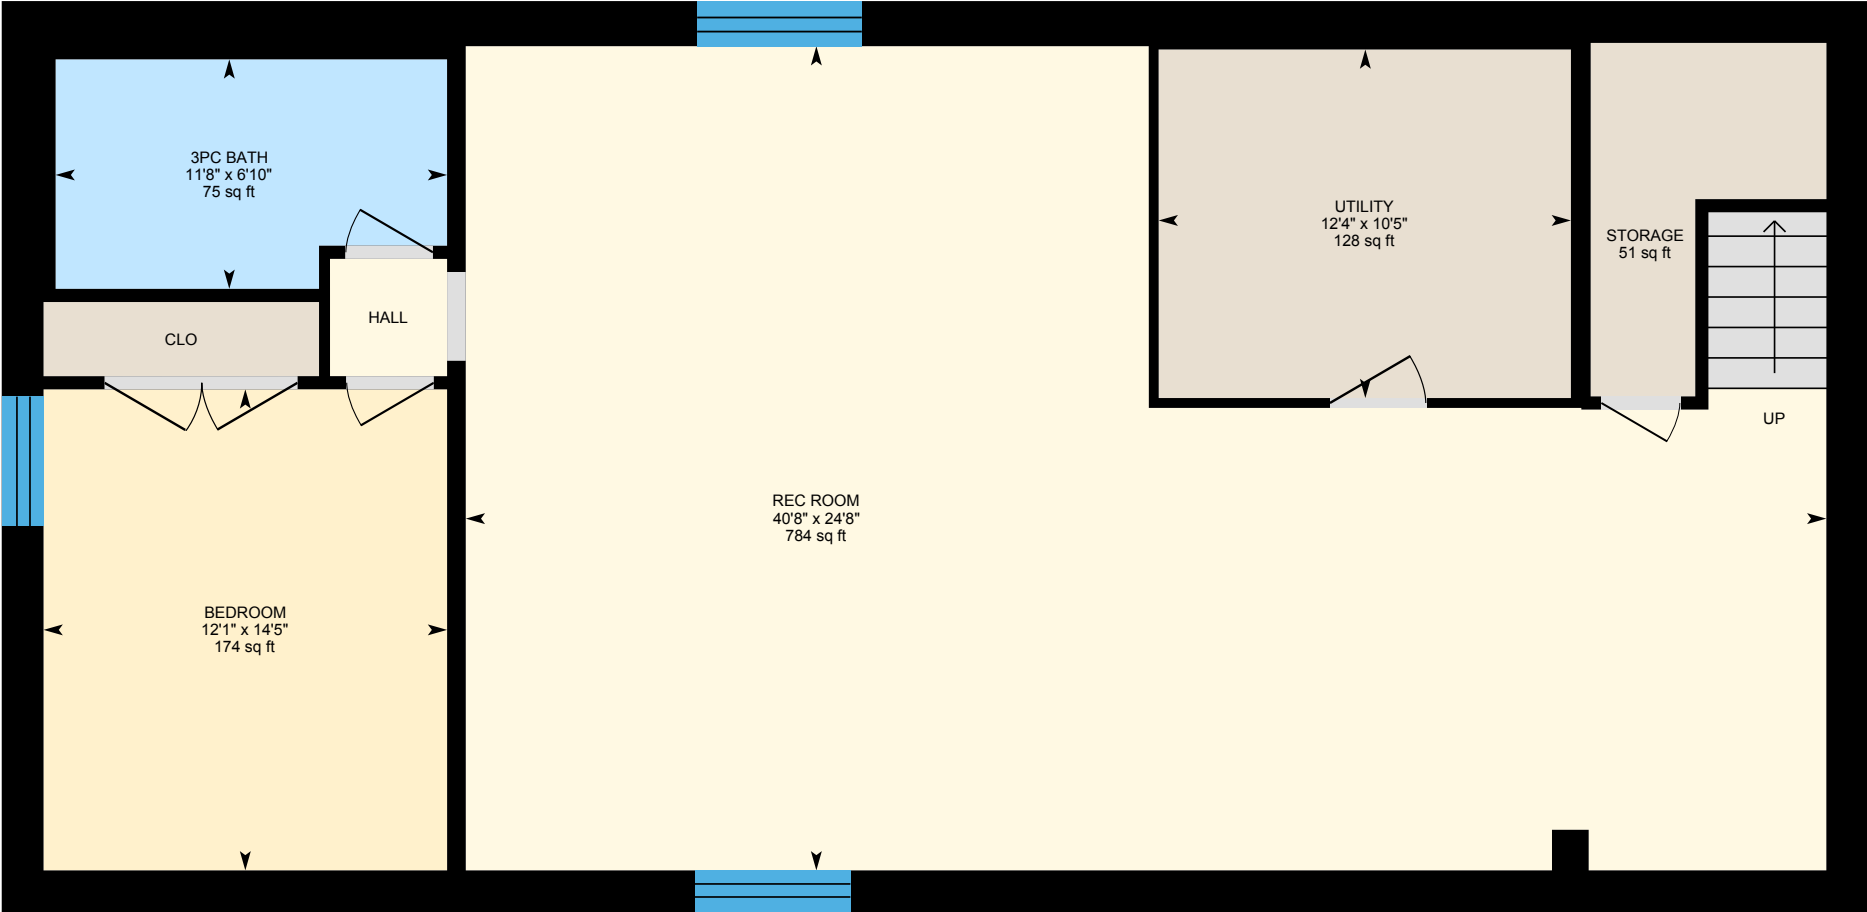 3PC BATH
11'8" x 6'10"
75 sq ft
UTILITY
12'4" x 10'5"
128 sq ft
STORAGE
51 sq ft
HALL
CLO
UP
REC ROOM
40'8" x 24'8"
784 sq ft
BEDROOM
12'1" x 14'5"
174 sq ft